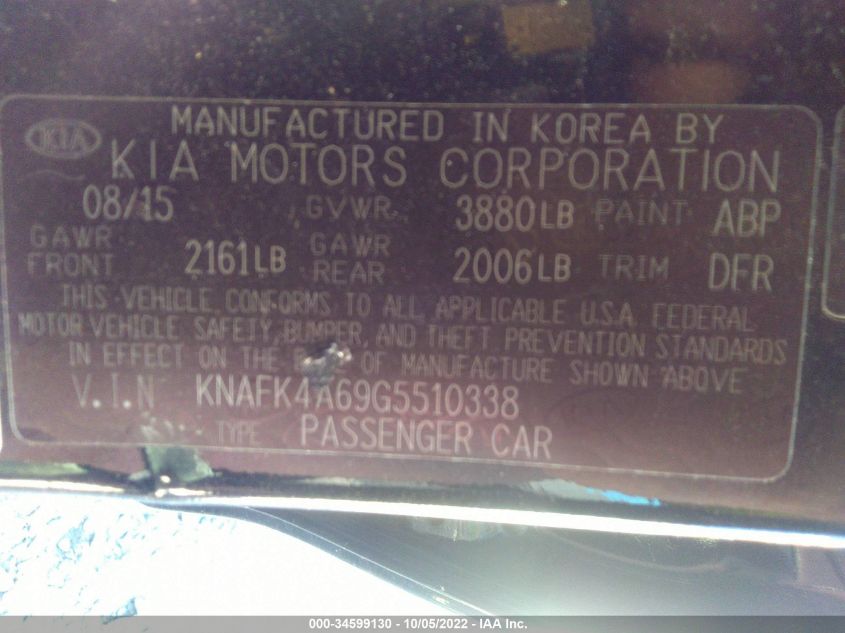 KIA
MANUFACTURED IN KOREA BY
KIA MOTORS CORPORATION
08/15 GVWR 3880LB PAINT ABP
GAWR FRONT 2161LB GAWR REAR 2006LB TRIM DFR
THIS VEHICLE CONFORMS TO ALL APPLICABLE U.S.A FEDERAL
MOTOR VEHICLE SAFETY, BUMPER, AND THEFT PREVENTION STANDARDS
IN EFFECT ON THE OF MANUFACTURE SHOWN ABOVE
V.I.N KNAFK4A69G5510338
TYPE PASSENGER CAR
000-34599130 - 10/05/2022 - IAA Inc.